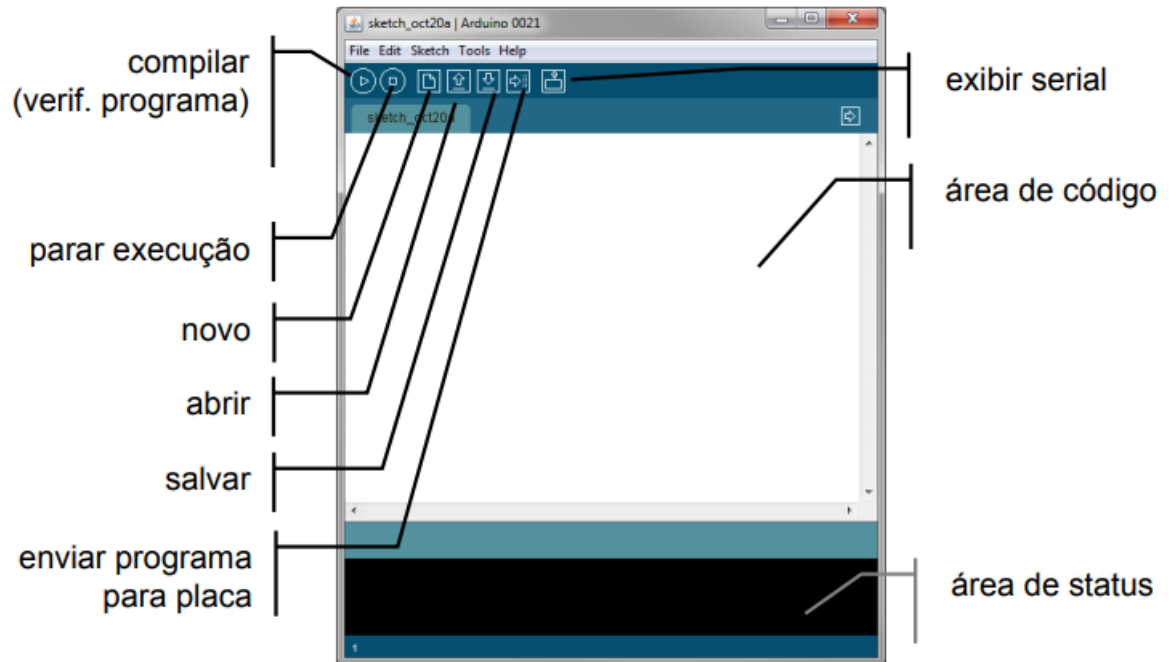 sketch_oct20a | Arduino 0021
File Edit Sketch Tools Help
sketch_oct20a
compilar
(verif. programa)
parar execução
novo
abrir
salvar
enviar programa
para placa
exibir serial
área de código
área de status
1